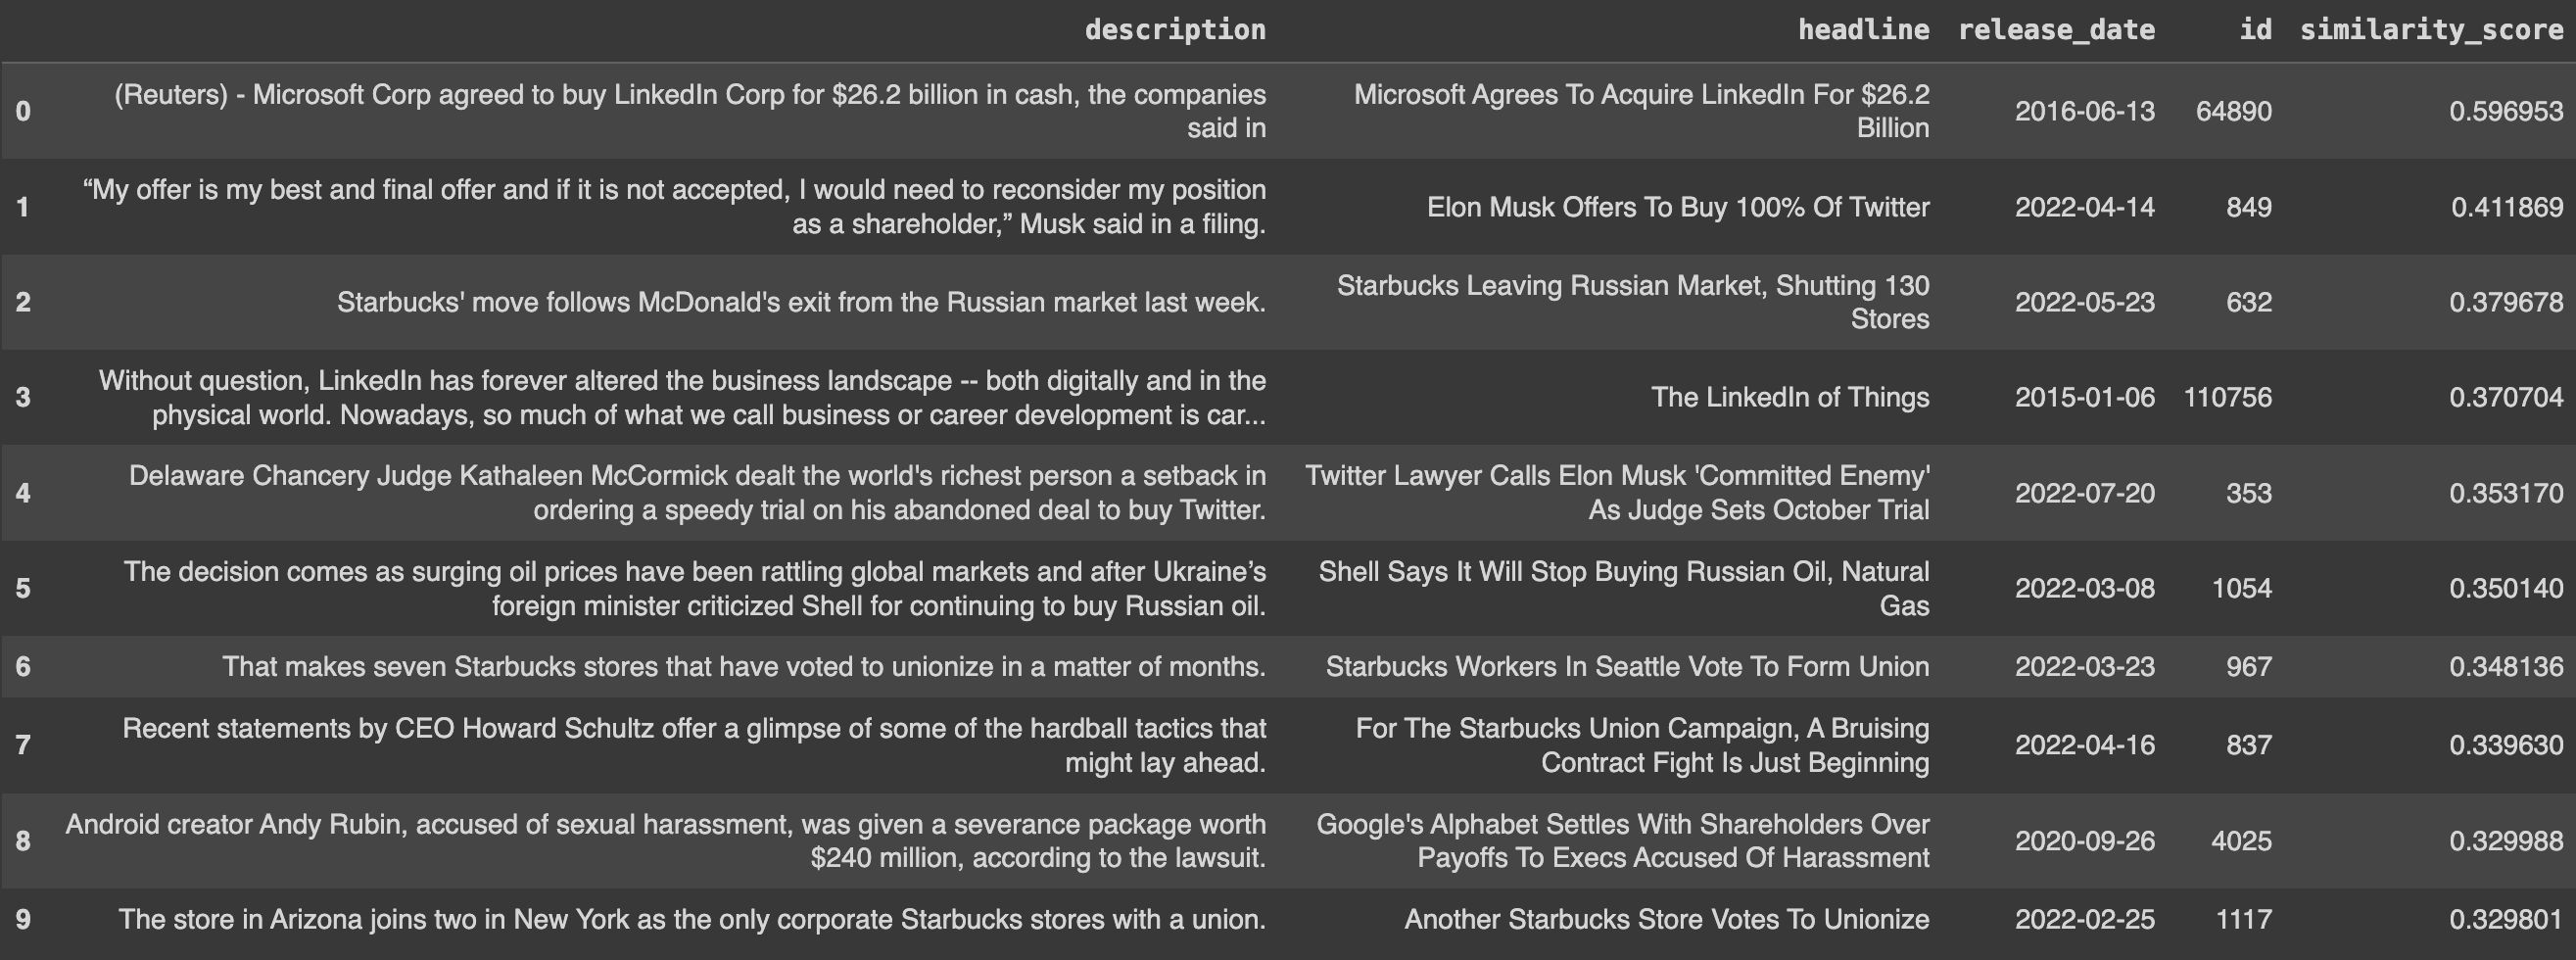 description headline release_date id similarity_score
0 (Reuters) - Microsoft Corp agreed to buy LinkedIn Corp for $26.2 billion in cash, the companies
said in
Microsoft Agrees To Acquire LinkedIn For $26.2
Billion
2016-06-13 64890 0.596953
1 “My offer is my best and final offer and if it is not accepted, I would need to reconsider my position
as a shareholder,” Musk said in a filing.
Elon Musk Offers To Buy 100% Of Twitter
2022-04-14 849 0.411869
2 Starbucks' move follows McDonald's exit from the Russian market last week.
Starbucks Leaving Russian Market, Shutting 130
Stores
2022-05-23 632 0.379678
3 Without question, LinkedIn has forever altered the business landscape -- both digitally and in the
physical world. Nowadays, so much of what we call business or career development is car...
The LinkedIn of Things
2015-01-06 110756 0.370704
4 Delaware Chancery Judge Kathaleen McCormick dealt the world's richest person a setback in
ordering a speedy trial on his abandoned deal to buy Twitter.
Twitter Lawyer Calls Elon Musk 'Committed Enemy'
As Judge Sets October Trial
2022-07-20 353 0.353170
5 The decision comes as surging oil prices have been rattling global markets and after Ukraine’s
foreign minister criticized Shell for continuing to buy Russian oil.
Shell Says It Will Stop Buying Russian Oil, Natural
Gas
2022-03-08 1054 0.350140
6 That makes seven Starbucks stores that have voted to unionize in a matter of months.
Starbucks Workers In Seattle Vote To Form Union
2022-03-23 967 0.348136
7 Recent statements by CEO Howard Schultz offer a glimpse of some of the hardball tactics that
might lay ahead.
For The Starbucks Union Campaign, A Bruising
Contract Fight Is Just Beginning
2022-04-16 837 0.339630
8 Android creator Andy Rubin, accused of sexual harassment, was given a severance package worth
$240 million, according to the lawsuit.
Google's Alphabet Settles With Shareholders Over
Payoffs To Execs Accused Of Harassment
2020-09-26 4025 0.329988
9 The store in Arizona joins two in New York as the only corporate Starbucks stores with a union.
Another Starbucks Store Votes To Unionize
2022-02-25 1117 0.329801